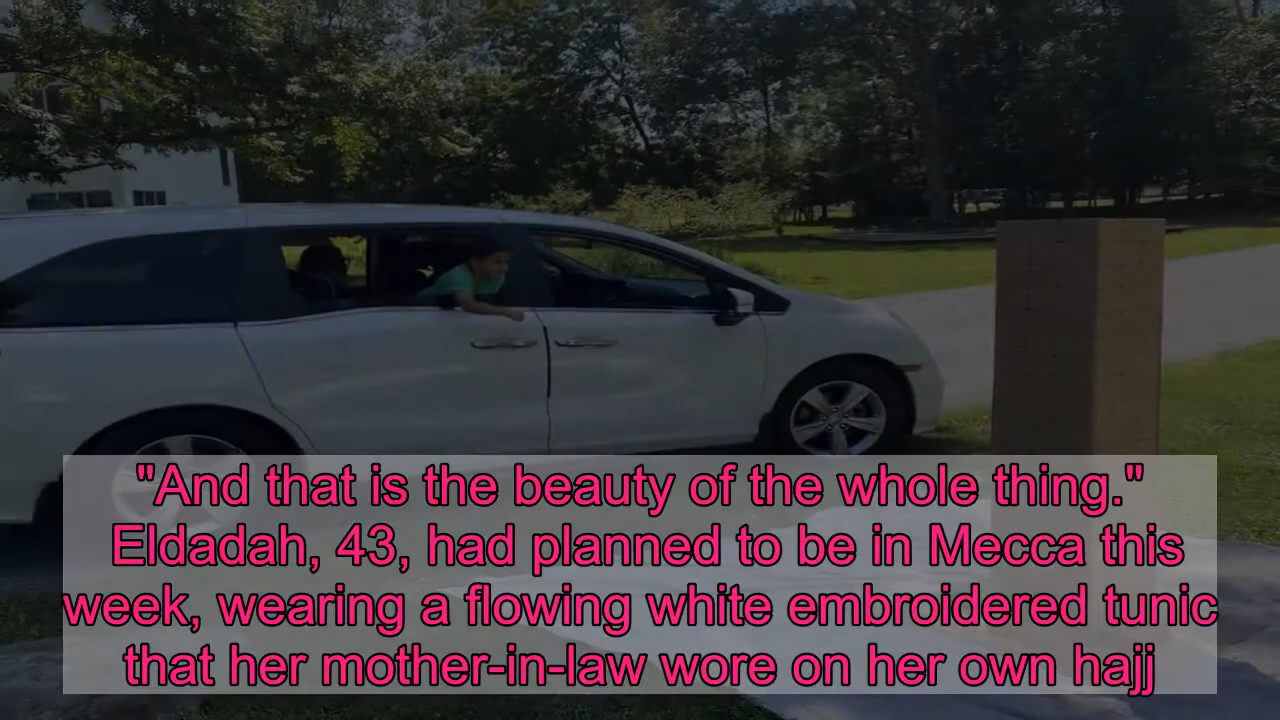 "And that is the beauty of the whole thing."
Eldadah, 43, had planned to be in Mecca this
week, wearing a flowing white embroidered tunic
that her mother-in-law wore on her own hajj